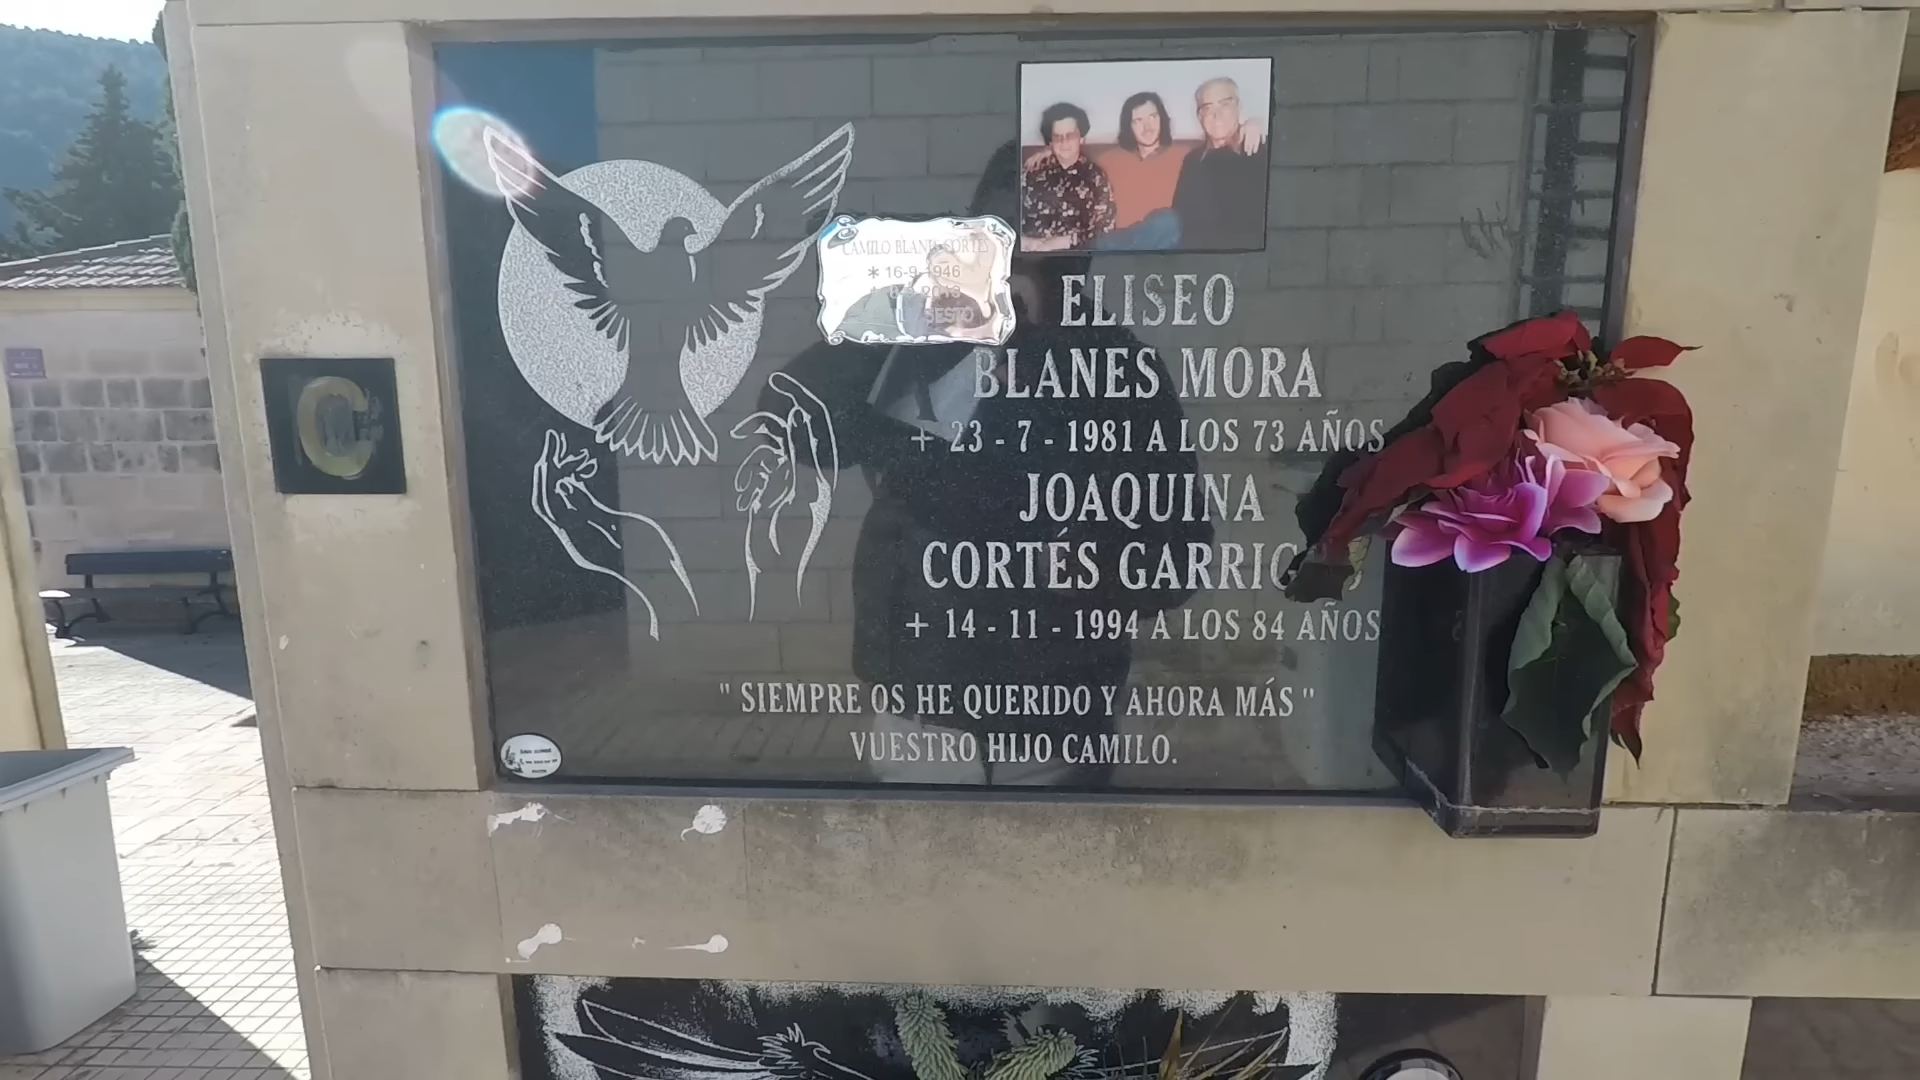 C
CAMILO BLANES CORTÉS
* 16-9-1946
SESTO
ELISEO
BLANES MORA
+ 23 - 7 - 1981 A LOS 73 AÑOS
JOAQUINA
CORTÉS
+ 14 - 11 - 1994 A LOS 84 AÑOS
" SIEMPRE OS HE QUERIDO Y AHORA MÁS "
VUESTRO HIJO CAMILO.